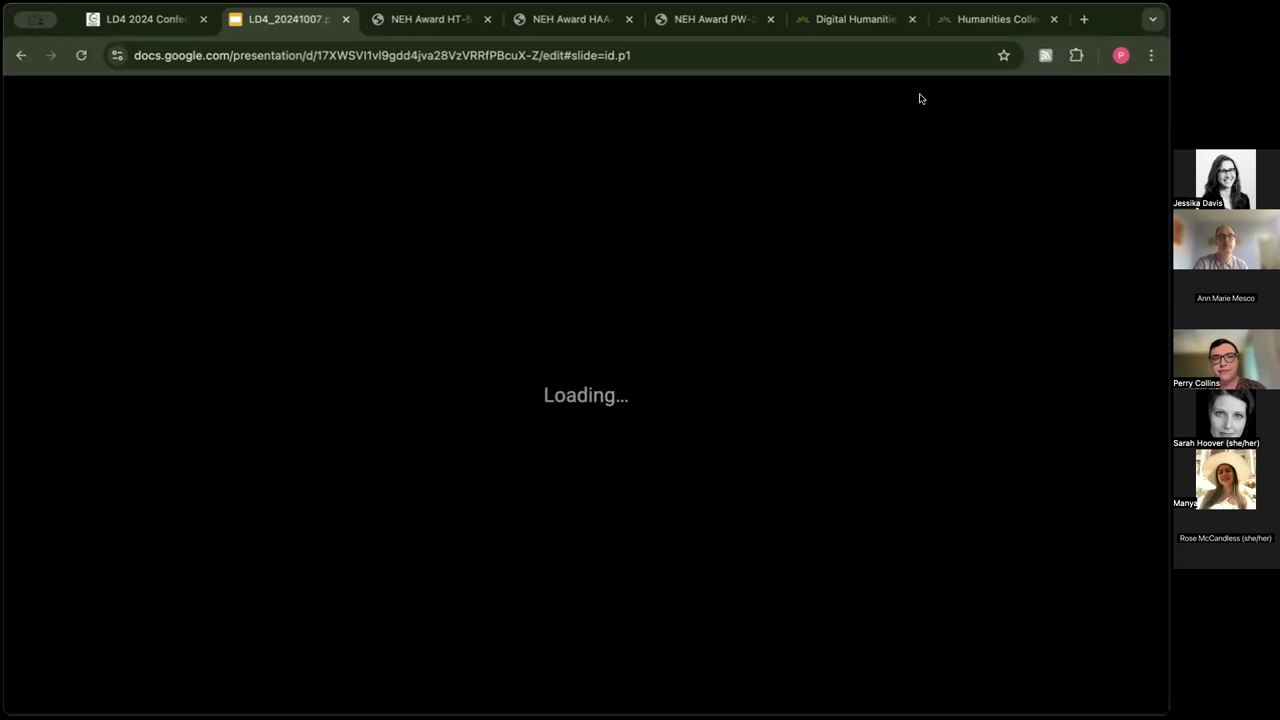 LD4 2024 Confer
LD4_20241007.p
NEH Award HT-
NEH Award HAA-
NEH Award PW-
Digital Humanitie
Humanities Colle
docs.google.com/presentation/d/17XWSVI1vl9gdd4jva28VzVRRfPBcuX-Z/edit#slide=id.p1
P
Loading...
Jessika Davis
Ann Marie Mesco
Perry Collins
Sarah Hoover (she/her)
Manya
Rose McCandless (she/her)